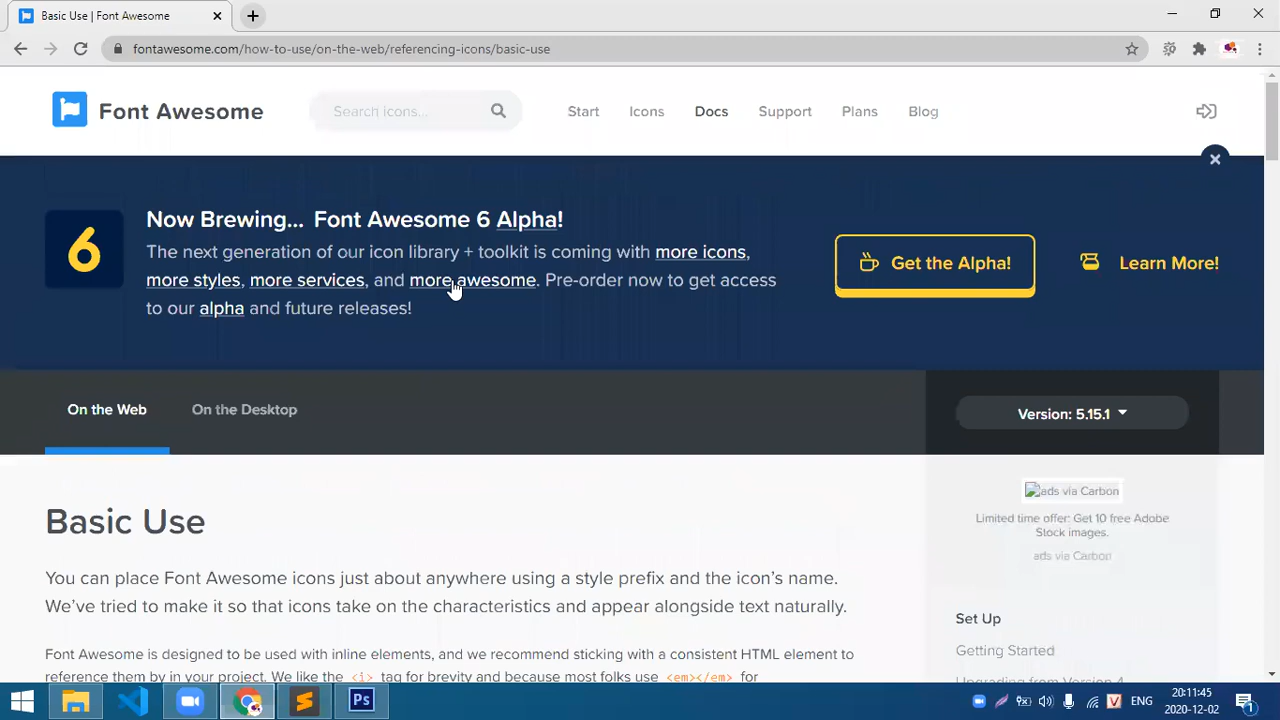 Basic Use | Font Awesome
fontawesome.com/how-to-use/on-the-web/referencing-icons/basic-use
Font Awesome
Search icons...
Start
Icons
Docs
Support
Plans
Blog
6
Now Brewing... Font Awesome 6 Alpha!
The next generation of our icon library + toolkit is coming with more icons,
more styles, more services, and more awesome. Pre-order now to get access
to our alpha and future releases!
Get the Alpha!
Learn More!
On the Web
On the Desktop
Version: 5.15.1
ads via Carbon
Limited time offer: Get 10 free Adobe
Stock images.
ads via Carbon
Basic Use
You can place Font Awesome icons just about anywhere using a style prefix and the icon's name.
We've tried to make it so that icons take on the characteristics and appear alongside text naturally.
Font Awesome is designed to be used with inline elements, and we recommend sticking with a consistent HTML element to
reference them by in your project. We like the <i> tag for brevity and because most folks use <em></em> for
Set Up
Getting Started
Upgrading from Version 4
Ps
V
ENG
20:11:45
2020-12-02
1